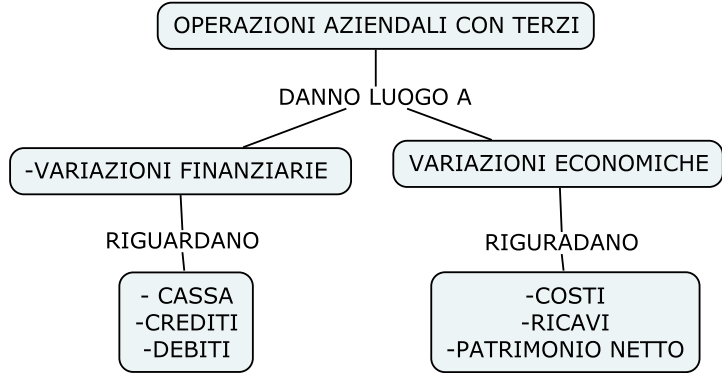 OPERAZIONI AZIENDALI CON TERZI
DANNO LUOGO A
-VARIAZIONI FINANZIARIE
VARIAZIONI ECONOMICHE
RIGUARDANO
RIGURADANO
- CASSA
-CREDITI
-DEBITI
-COSTI
-RICAVI
-PATRIMONIO NETTO